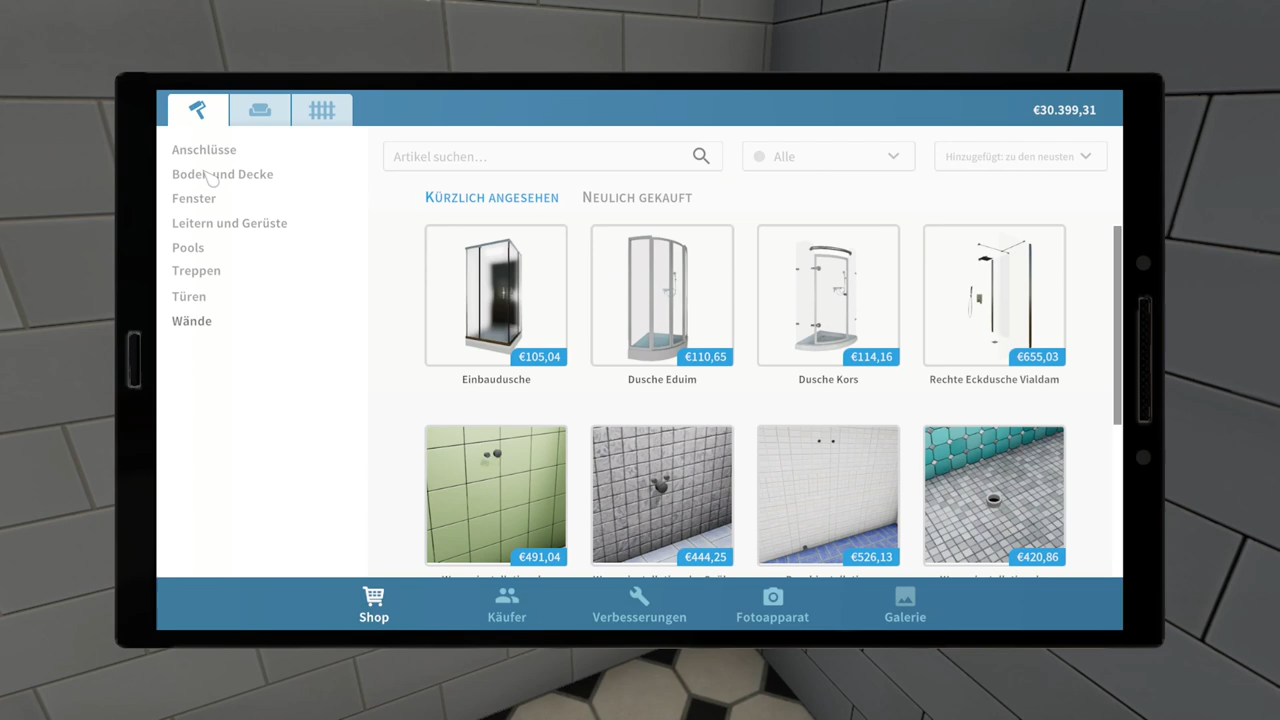 €30.399,31
Anschlüsse
Boden und Decke
Fenster
Leitern und Gerüste
Pools
Treppen
Türen
Wände
Artikel suchen...
Alle
Hinzugefügt: zu den neusten
KÜRZLICH ANGESEHEN
NEULICH GEKAUFT
€105,04
€110,65
€114,16
€655,03
Einbaudusche
Dusche Eduim
Dusche Kors
Rechte Eckdusche Vialdam
€491,04
€444,25
€526,13
€420,86
Shop
Käufer
Verbesserungen
Fotoapparat
Galerie